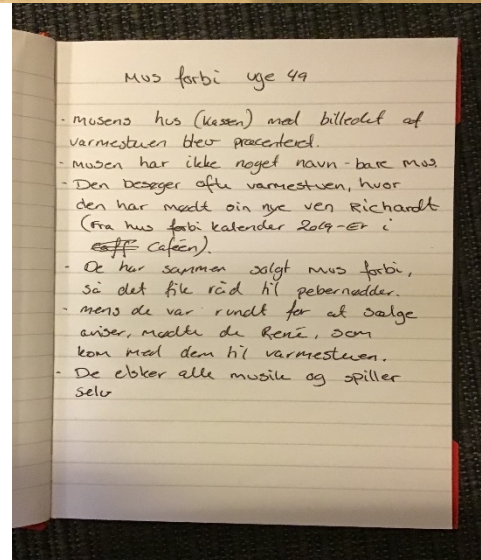 Mus forbi uge 49
- musens hus (kassen) med billedet af
varmestuen blev præcenteret.
- musen har ikke noget navn - bare mus.
- Den besøger ofte varmestuen, hvor
den har mødt sin nye ven Richardt
(fra hus forbi kalender 2019 - Er i
caff Caféen).
- De har sammen solgt mus forbi,
så det fik råd til pebernødder.
- mens de var rundt for at sælge
aviser, mødte de René, som
kom med dem til varmestuen.
- De elsker alle musik og spiller
selv